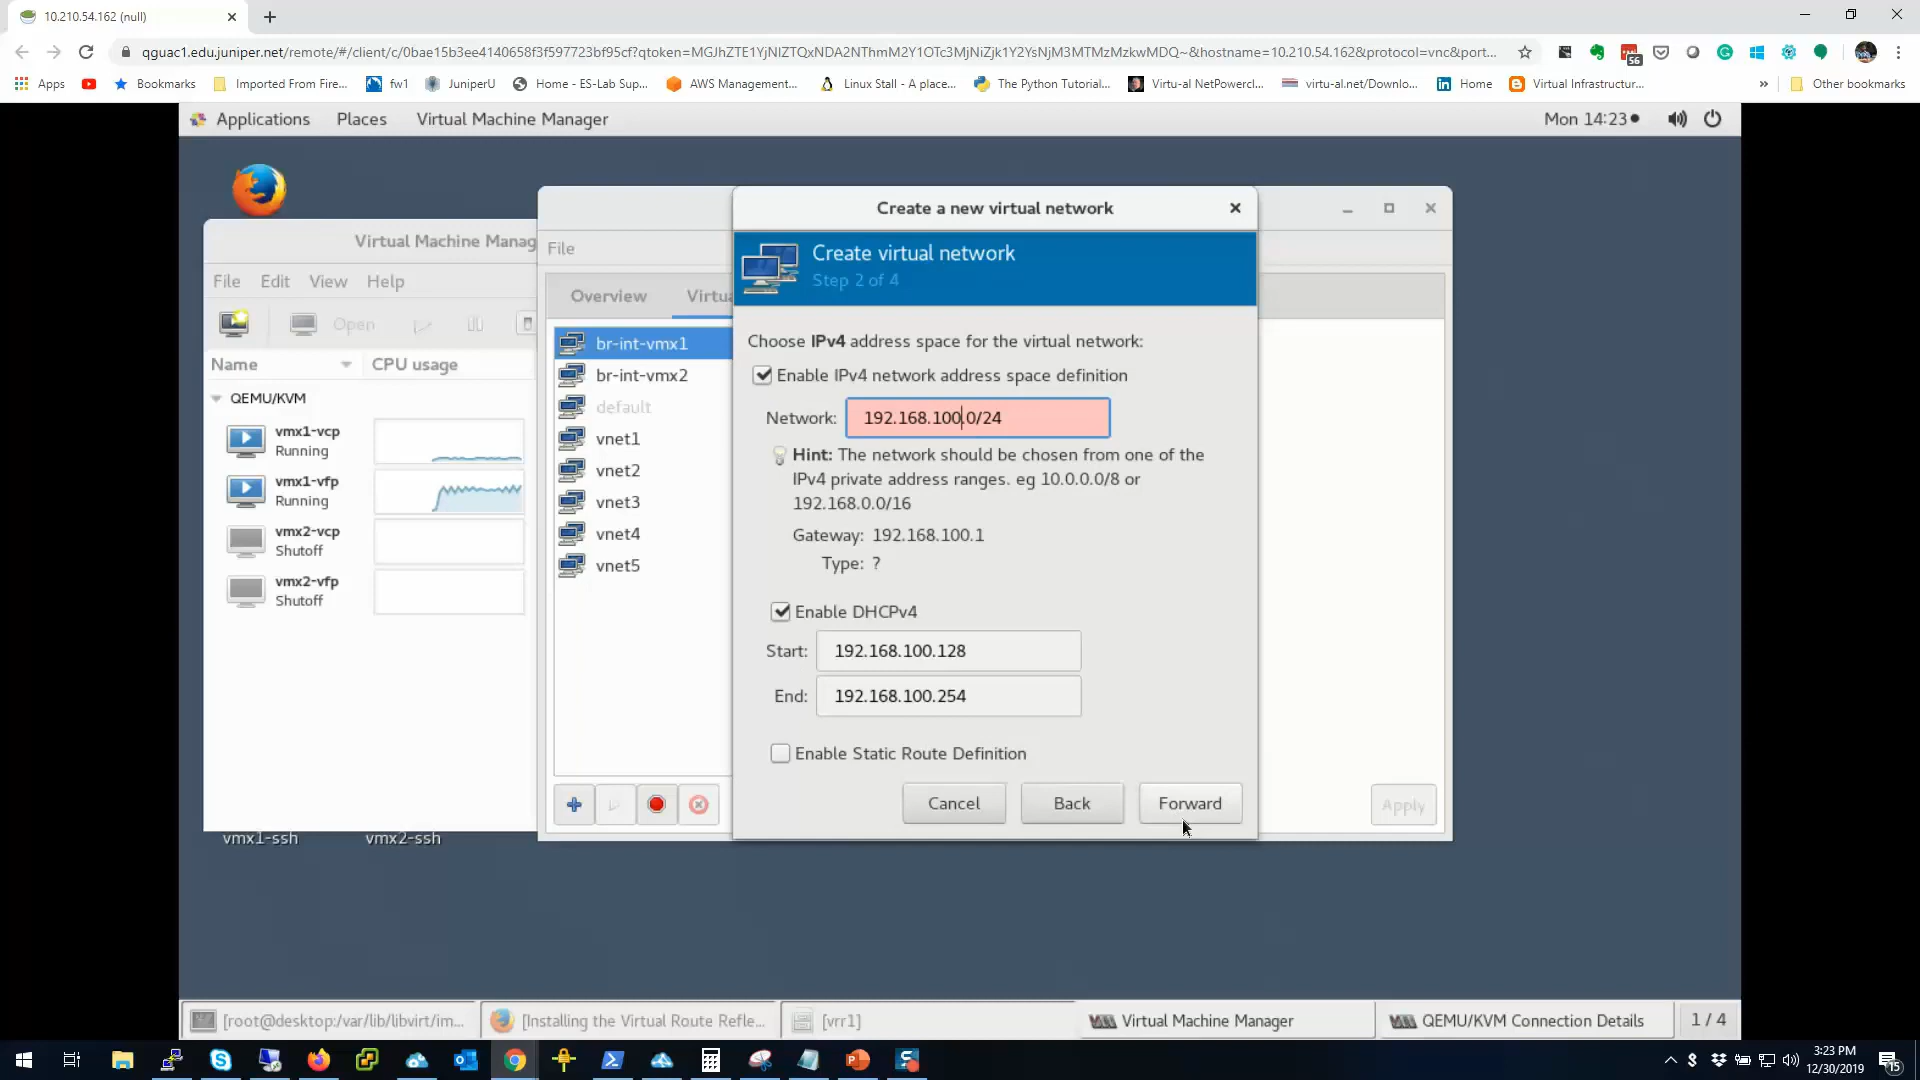 10.210.54.162 (null)
qguac1.edu.juniper.net/remote/#/client/c/0bae15b3ee4140658f3f597723bf95cf?qtoken=MGJhZTE1YjNlZTQxNDA2NThmM2Y1OTc3MjNiZjk1Y2YsNjM3MTMzMzkwMDQ~&hostname=10.210.54.162&protocol=vnc&port...
56
Apps
Bookmarks
Imported From Fire...
fw1
JuniperU
Home - ES-Lab Sup...
AWS Management...
Linux Stall - A place...
The Python Tutorial...
Virtu-al NetPowercl...
virtu-al.net/Downlo...
Home
Virtual Infrastructur...
»
Other bookmarks
Applications
Places
Virtual Machine Manager
Mon 14:23
Virtual Machine Manag
File
Edit
View
Help
Open
Name
CPU usage
QEMU/KVM
vmx1-vcp
Running
vmx1-vfp
Running
vmx2-vcp
Shutoff
vmx2-vfp
Shutoff
vmx1-ssh
vmx2-ssh
File
Overview
Virtua
br-int-vmx1
br-int-vmx2
default
vnet1
vnet2
vnet3
vnet4
vnet5
Apply
Create a new virtual network
Create virtual network
Step 2 of 4
Choose IPv4 address space for the virtual network:
Enable IPv4 network address space definition
Network: 192.168.100.0/24
Hint: The network should be chosen from one of the
IPv4 private address ranges. eg 10.0.0.0/8 or
192.168.0.0/16
Gateway: 192.168.100.1
Type: ?
Enable DHCPv4
Start: 192.168.100.128
End: 192.168.100.254
Enable Static Route Definition
Cancel
Back
Forward
[root@desktop:/var/lib/libvirt/im...
[Installing the Virtual Route Refle...
[vrr1]
Virtual Machine Manager
QEMU/KVM Connection Details
1 / 4
3:23 PM
12/30/2019
15